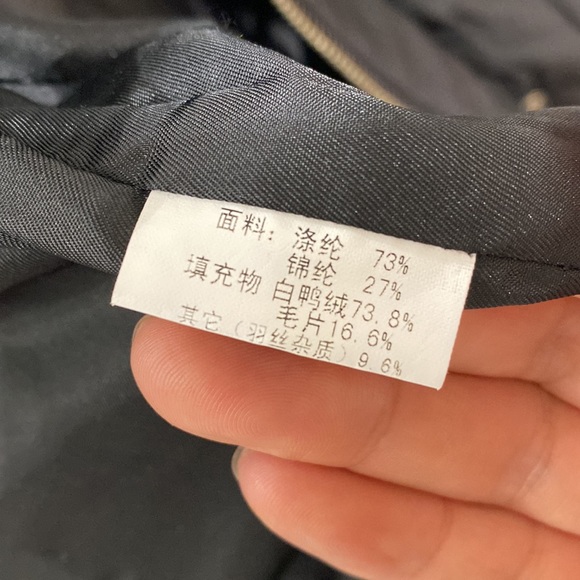 面料: 涤纶 73%
锦纶 27%
填充物 白鸭绒73.8%
毛片16.6%
其它(羽丝杂质) 9.6%